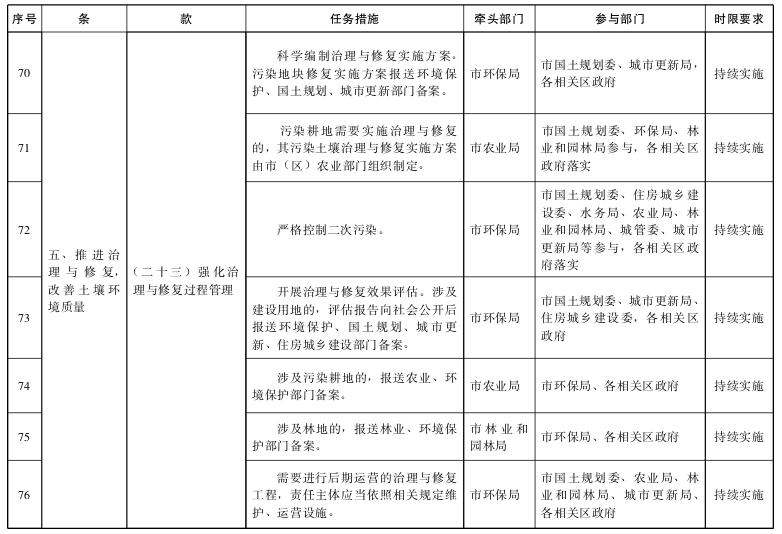 序号 条 款 任务措施 牵头部门 参与部门 时限要求
五、推进治
理与修复，
改善土壤环
境质量
（二十三）强化治
理与修复过程管理
70
科学编制治理与修复实施方案。
污染地块修复实施方案报送环境保
护、国土规划、城市更新部门备案。
市环保局
市国土规划委、城市更新局，
各相关区政府
持续实施
71
污染耕地需要实施治理与修复
的，其污染土壤治理与修复实施方案
由市（区）农业部门组织制定。
市农业局
市国土规划委、环保局、林
业和园林局参与，各相关区
政府落实
持续实施
72
严格控制二次污染。
市环保局
市国土规划委、住房城乡建
设委、水务局、农业局、林
业和园林局、城管委、城市
更新局等参与，各相关区政
府落实
持续实施
73
开展治理与修复效果评估。涉及
建设用地的，评估报告向社会公开后
报送环境保护、国土规划、城市更
新、住房城乡建设部门备案。
市环保局
市国土规划委、城市更新局、
住房城乡建设委，各相关区
政府
持续实施
74
涉及污染耕地的，报送农业、环
境保护部门备案。
市农业局
市环保局、各相关区政府
持续实施
75
涉及林地的，报送林业、环境保
护部门备案。
市林业和
园林局
市环保局、各相关区政府
持续实施
76
需要进行后期运营的治理与修复
工程，责任主体应当依照相关规定维
护、运营设施。
市环保局
市国土规划委、农业局、林
业和园林局、城市更新局、
各相关区政府
持续实施